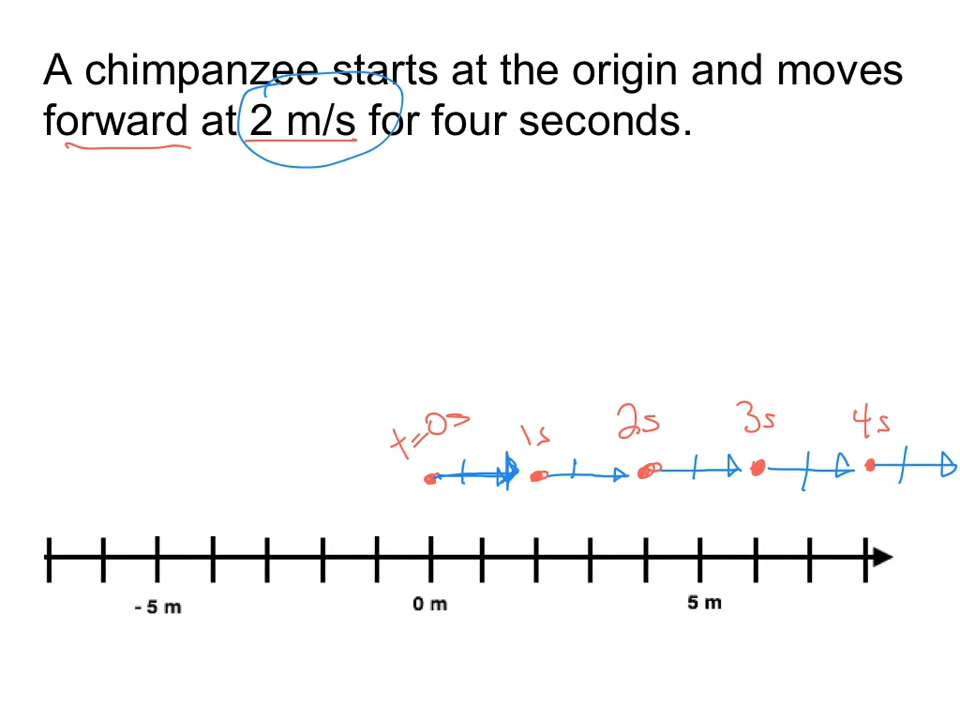 A chimpanzee starts at the origin and moves
forward at 2 m/s for four seconds.
t=0s 1s 2s 3s 4s
- 5 m 0 m 5 m